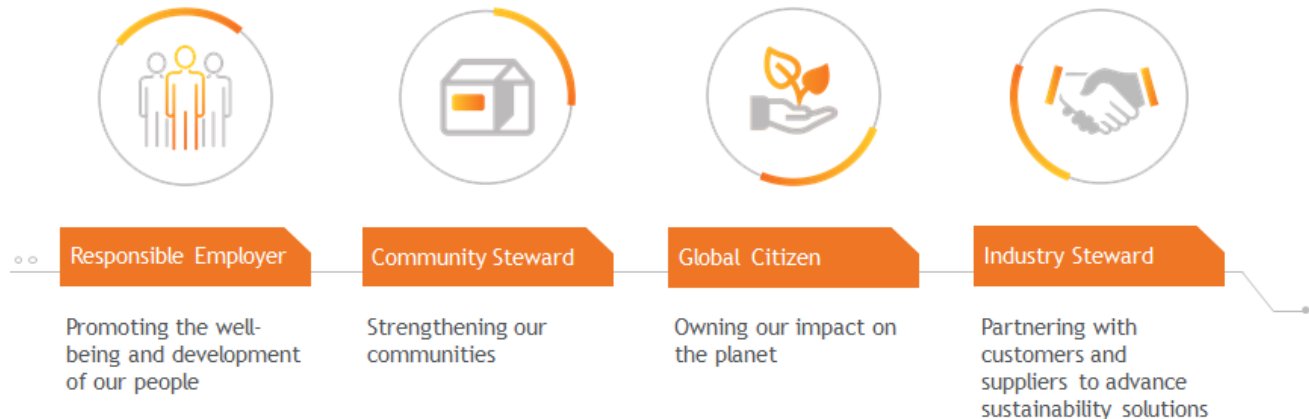 Responsible Employer
Promoting the well-
being and development
of our people
Community Steward
Strengthening our
communities
Global Citizen
Owning our impact on
the planet
Industry Steward
Partnering with
customers and
suppliers to advance
sustainability solutions